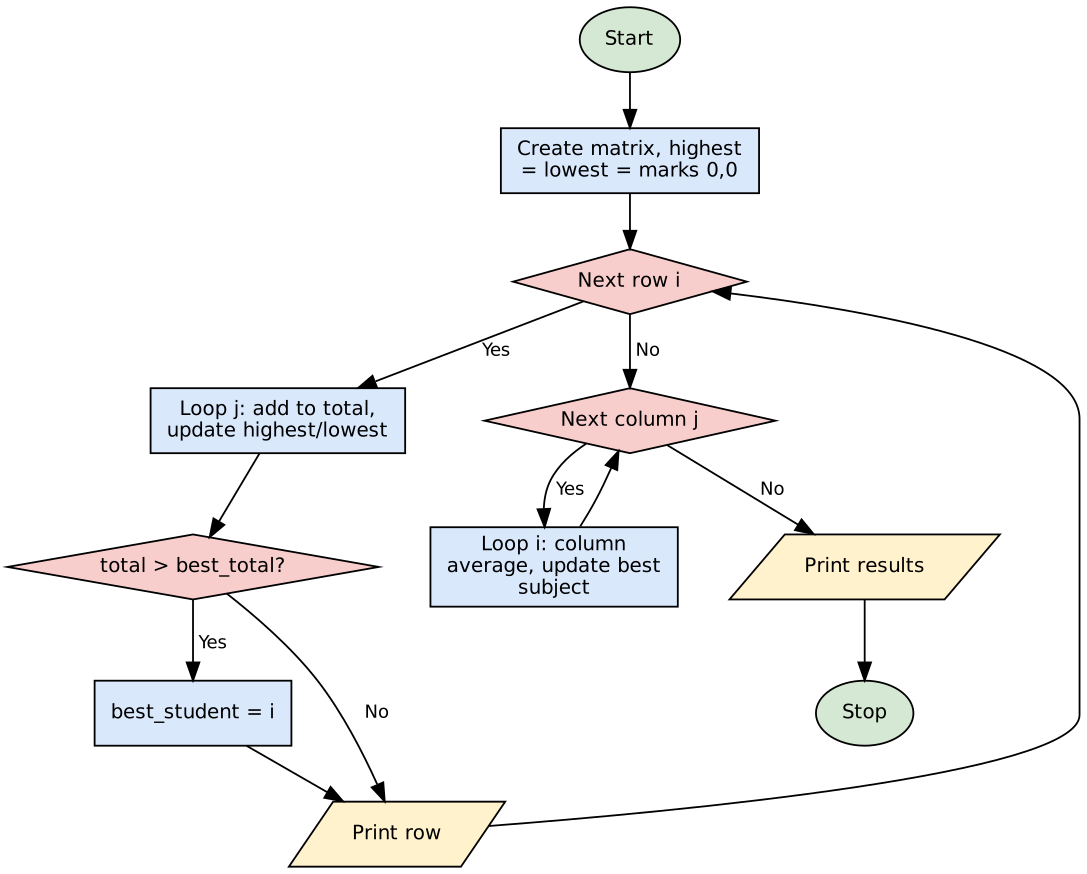 Start
Create matrix, highest
= lowest = marks 0,0
Next row i
Yes
No
Loop j: add to total,
update highest/lowest
Next column j
Yes
No
total > best_total?
Loop i: column
average, update best
subject
Print results
Yes
No
best_student = i
Stop
Print row